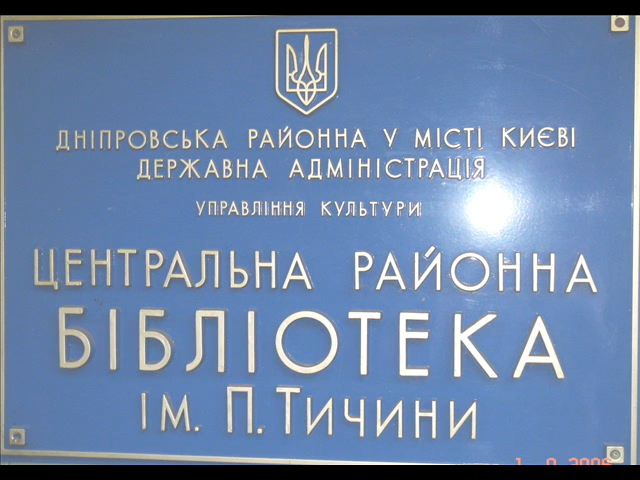 ДНІПРОВСЬКА РАЙОННА У МІСТІ КИЄВІ
ДЕРЖАВНА АДМІНІСТРАЦІЯ
УПРАВЛІННЯ КУЛЬТУРИ
ЦЕНТРАЛЬНА РАЙОННА
БІБЛІОТЕКА
ІМ. П. ТИЧИНИ